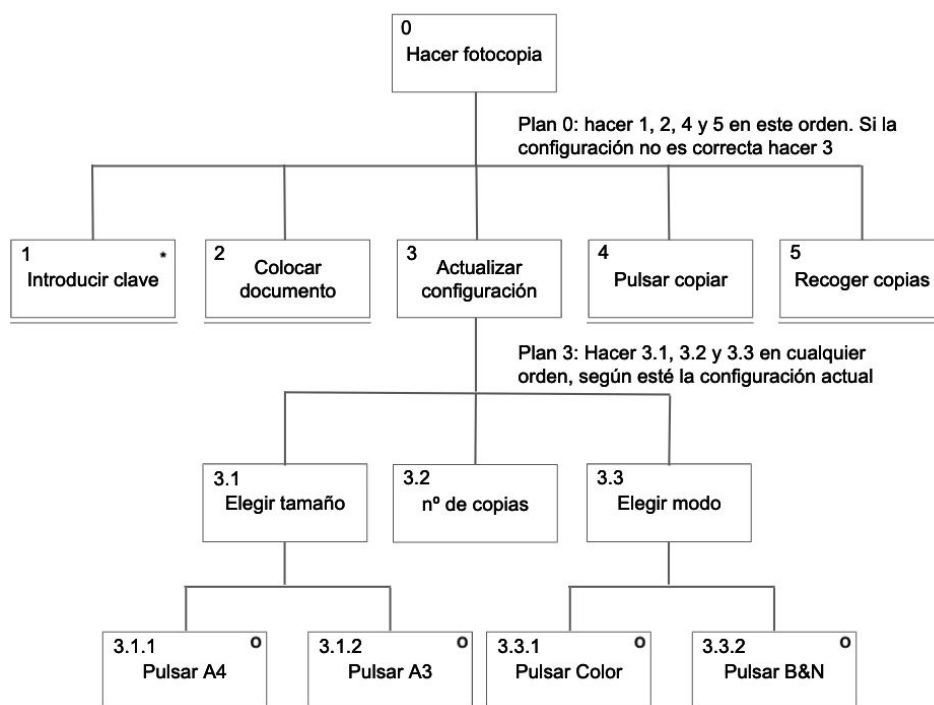 0
Hacer fotocopia
Plan 0: hacer 1, 2, 4 y 5 en este orden. Si la
configuración no es correcta hacer 3
1 *
Introducir clave
2
Colocar
documento
3
Actualizar
configuración
4
Pulsar copiar
5
Recoger copias
Plan 3: Hacer 3.1, 3.2 y 3.3 en cualquier
orden, según esté la configuración actual
3.1
Elegir tamaño
3.2
nº de copias
3.3
Elegir modo
3.1.1 o
Pulsar A4
3.1.2 o
Pulsar A3
3.3.1 o
Pulsar Color
3.3.2 o
Pulsar B&N